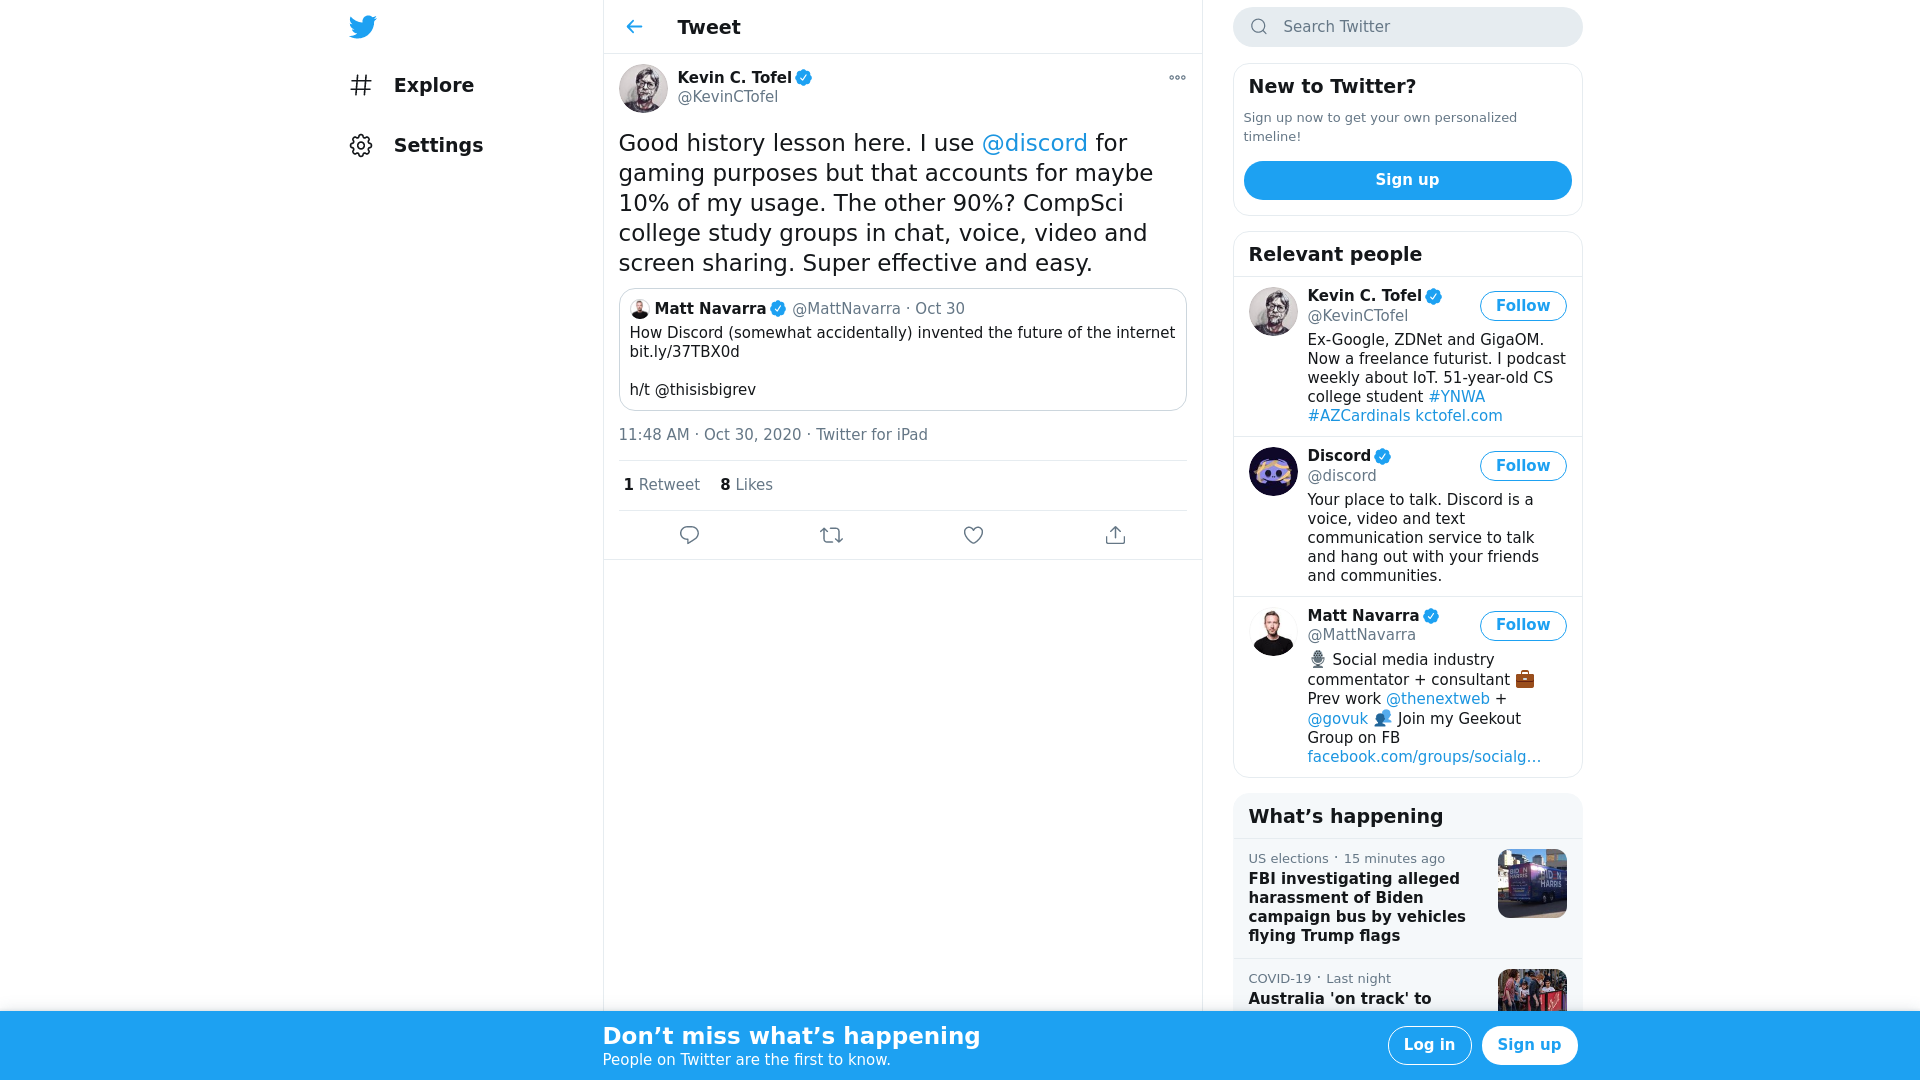 Explore
Settings
Tweet
Kevin C. Tofel
@KevinCTofel
Good history lesson here. I use @discord for
gaming purposes but that accounts for maybe
10% of my usage. The other 90%? CompSci
college study groups in chat, voice, video and
screen sharing. Super effective and easy.
Matt Navarra @MattNavarra · Oct 30
How Discord (somewhat accidentally) invented the future of the internet
bit.ly/37TBX0d
h/t @thisisbigrev
11:48 AM · Oct 30, 2020 · Twitter for iPad
1 Retweet 8 Likes
Search Twitter
New to Twitter?
Sign up now to get your own personalized
timeline!
Sign up
Relevant people
Kevin C. Tofel
@KevinCTofel
Follow
Ex-Google, ZDNet and GigaOM.
Now a freelance futurist. I podcast
weekly about IoT. 51-year-old CS
college student #YNWA
#AZCardinals kctofel.com
Discord
@discord
Follow
Your place to talk. Discord is a
voice, video and text
communication service to talk
and hang out with your friends
and communities.
Matt Navarra
@MattNavarra
Follow
🎙 Social media industry
commentator + consultant 💼
Prev work @thenextweb +
@govuk 👥 Join my Geekout
Group on FB
facebook.com/groups/socialg…
What’s happening
US elections · 15 minutes ago
FBI investigating alleged
harassment of Biden
campaign bus by vehicles
flying Trump flags
COVID-19 · Last night
Australia 'on track' to
Don’t miss what’s happening
People on Twitter are the first to know.
Log in
Sign up